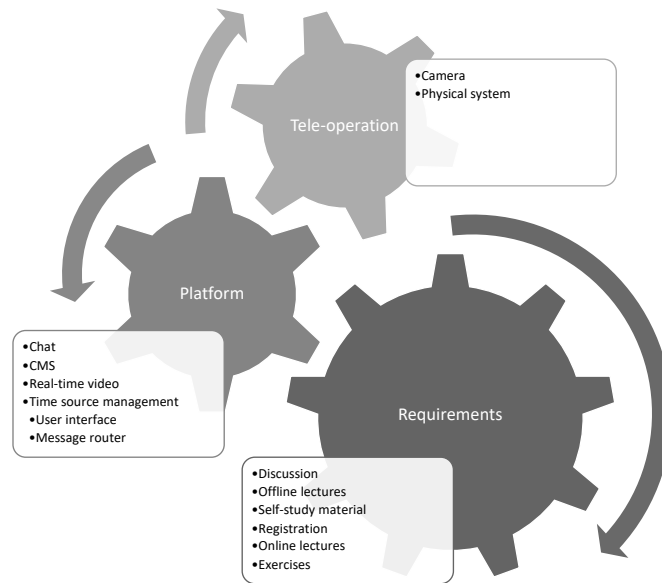 Tele-operation
•Camera
•Physical system
Platform
•Chat
•CMS
•Real-time video
•Time source management
•User interface
•Message router
Requirements
•Discussion
•Offline lectures
•Self-study material
•Registration
•Online lectures
•Exercises